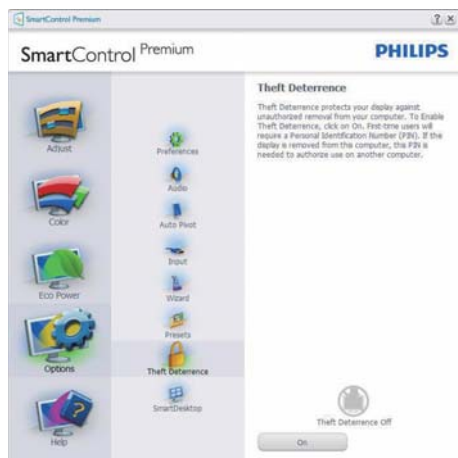 SmartControl Premium
SmartControl Premium
PHILIPS
Adjust
Color
Eco Power
Options
Help
Preferences
Audio
Auto Pivot
Input
Wizard
Presets
Theft Deterrence
SmartDesktop
Theft Deterrence
Theft Deterrence protects your display against
unauthorized removal from your computer. To Enable
Theft Deterrence, click on On. First-time users will
require a Personal Identification Number (PIN). If the
display is removed from this computer, this PIN is
needed to authorize use on another computer.
Theft Deterrence Off
On